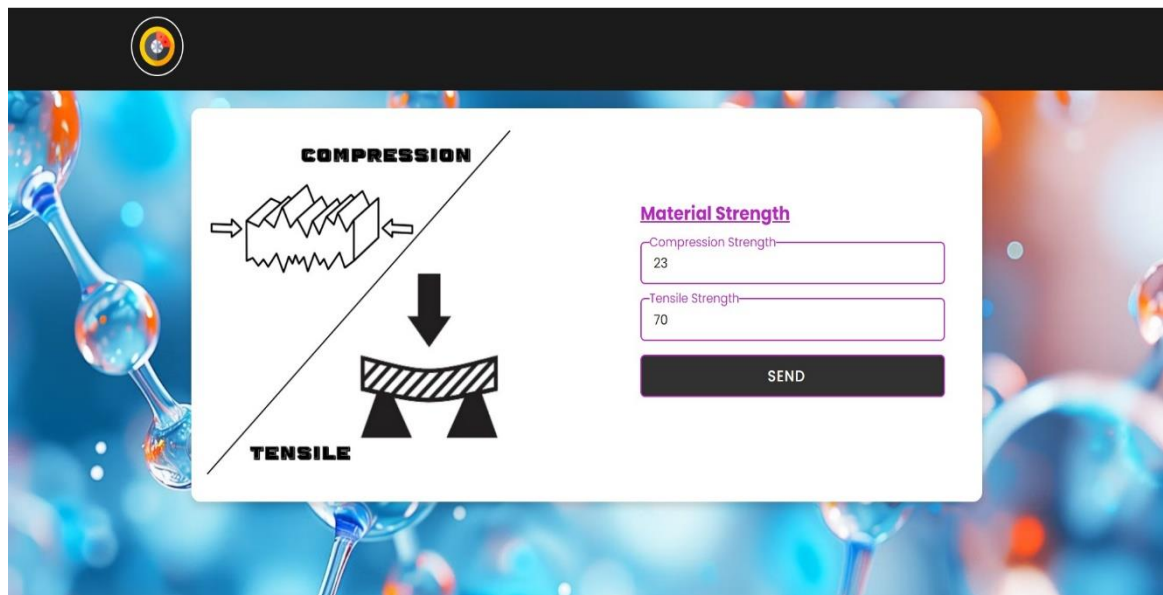 COMPRESSION
TENSILE
Material Strength
Compression Strength
23
Tensile Strength
70
SEND